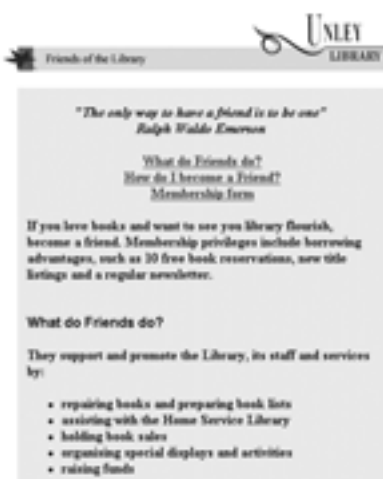 UNLEY
LIBRARY
Friends of the Library
"The only way to have a friend is to be one"
Ralph Waldo Emerson
What do Friends do?
How do I become a Friend?
Membership form
If you love books and want to see you library flourish,
become a friend. Membership privileges include borrowing
advantages, such as 10 free book reservations, new title
listings and a regular newsletter.
What do Friends do?
They support and promote the Library, its staff and services
by:
• repairing books and preparing book lists
• assisting with the Home Service Library
• holding book sales
• organising special displays and activities
• raising funds